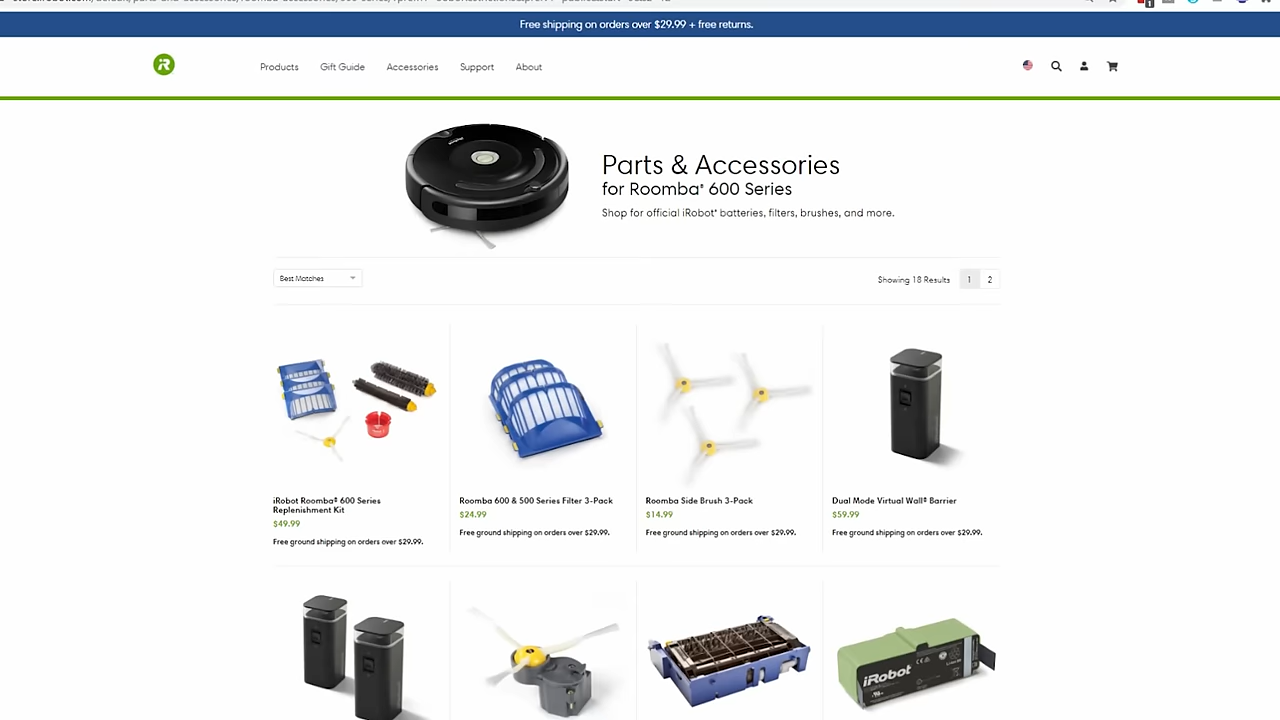 Free shipping on orders over $29.99 + free returns.
iR
Products Gift Guide Accessories Support About
Parts & Accessories
for Roomba® 600 Series
Shop for official iRobot® batteries, filters, brushes, and more.
Best Matches
Showing 18 Results 1 2
iRobot Roomba® 600 Series
Replenishment Kit
$49.99
Free ground shipping on orders over $29.99.
Roomba 600 & 500 Series Filter 3-Pack
$24.99
Free ground shipping on orders over $29.99.
Roomba Side Brush 3-Pack
$14.99
Free ground shipping on orders over $29.99.
Dual Mode Virtual Wall® Barrier
$59.99
Free ground shipping on orders over $29.99.
iRobot